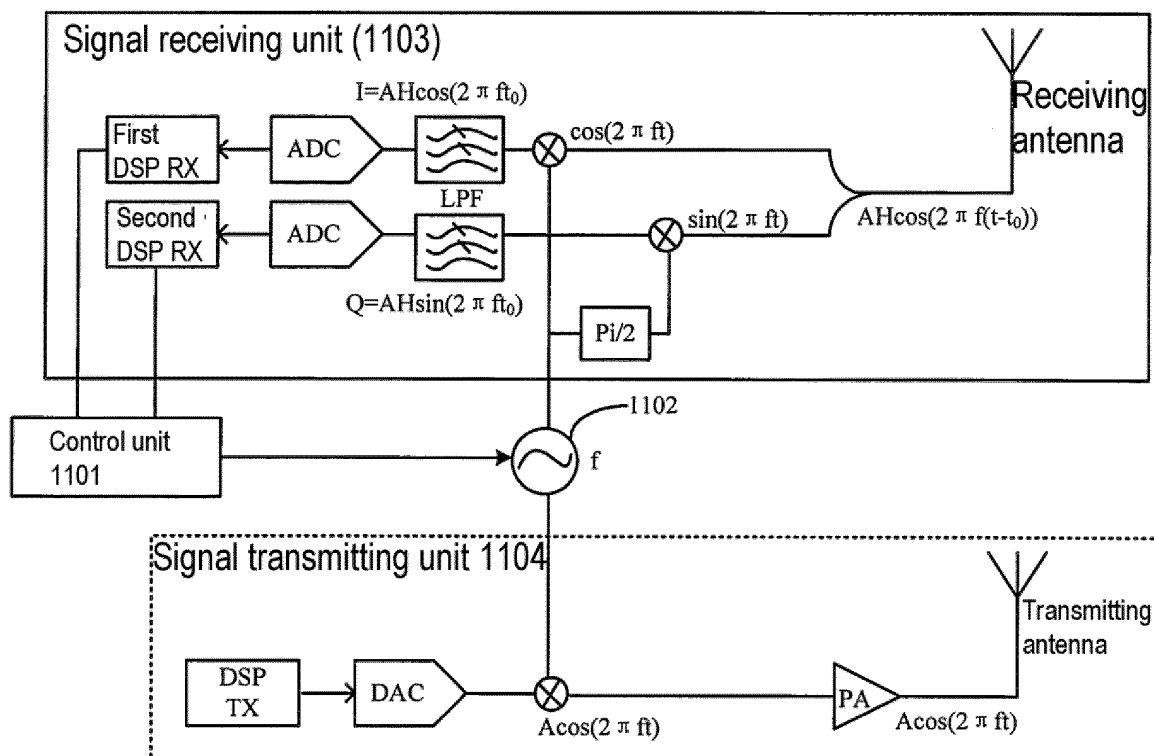 Signal receiving unit (1103)
I=AHcos(2 π ft₀)
Receiving
antenna
First
DSP RX
ADC
cos(2 π ft)
LPF
Second
DSP RX
ADC
sin(2 π ft)
AHcos(2 π f(t-t₀))
Q=AHsin(2 π ft₀)
Pi/2
Control unit
1101
1102
f
Signal transmitting unit 1104
Transmitting
antenna
DSP
TX
DAC
PA
Acos(2 π ft)
Acos(2 π ft)